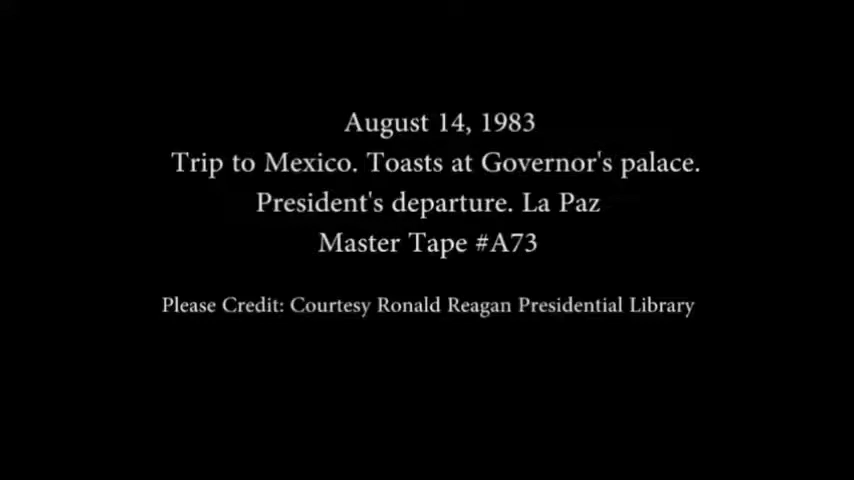 August 14, 1983
Trip to Mexico. Toasts at Governor's palace.
President's departure. La Paz
Master Tape #A73
Please Credit: Courtesy Ronald Reagan Presidential Library